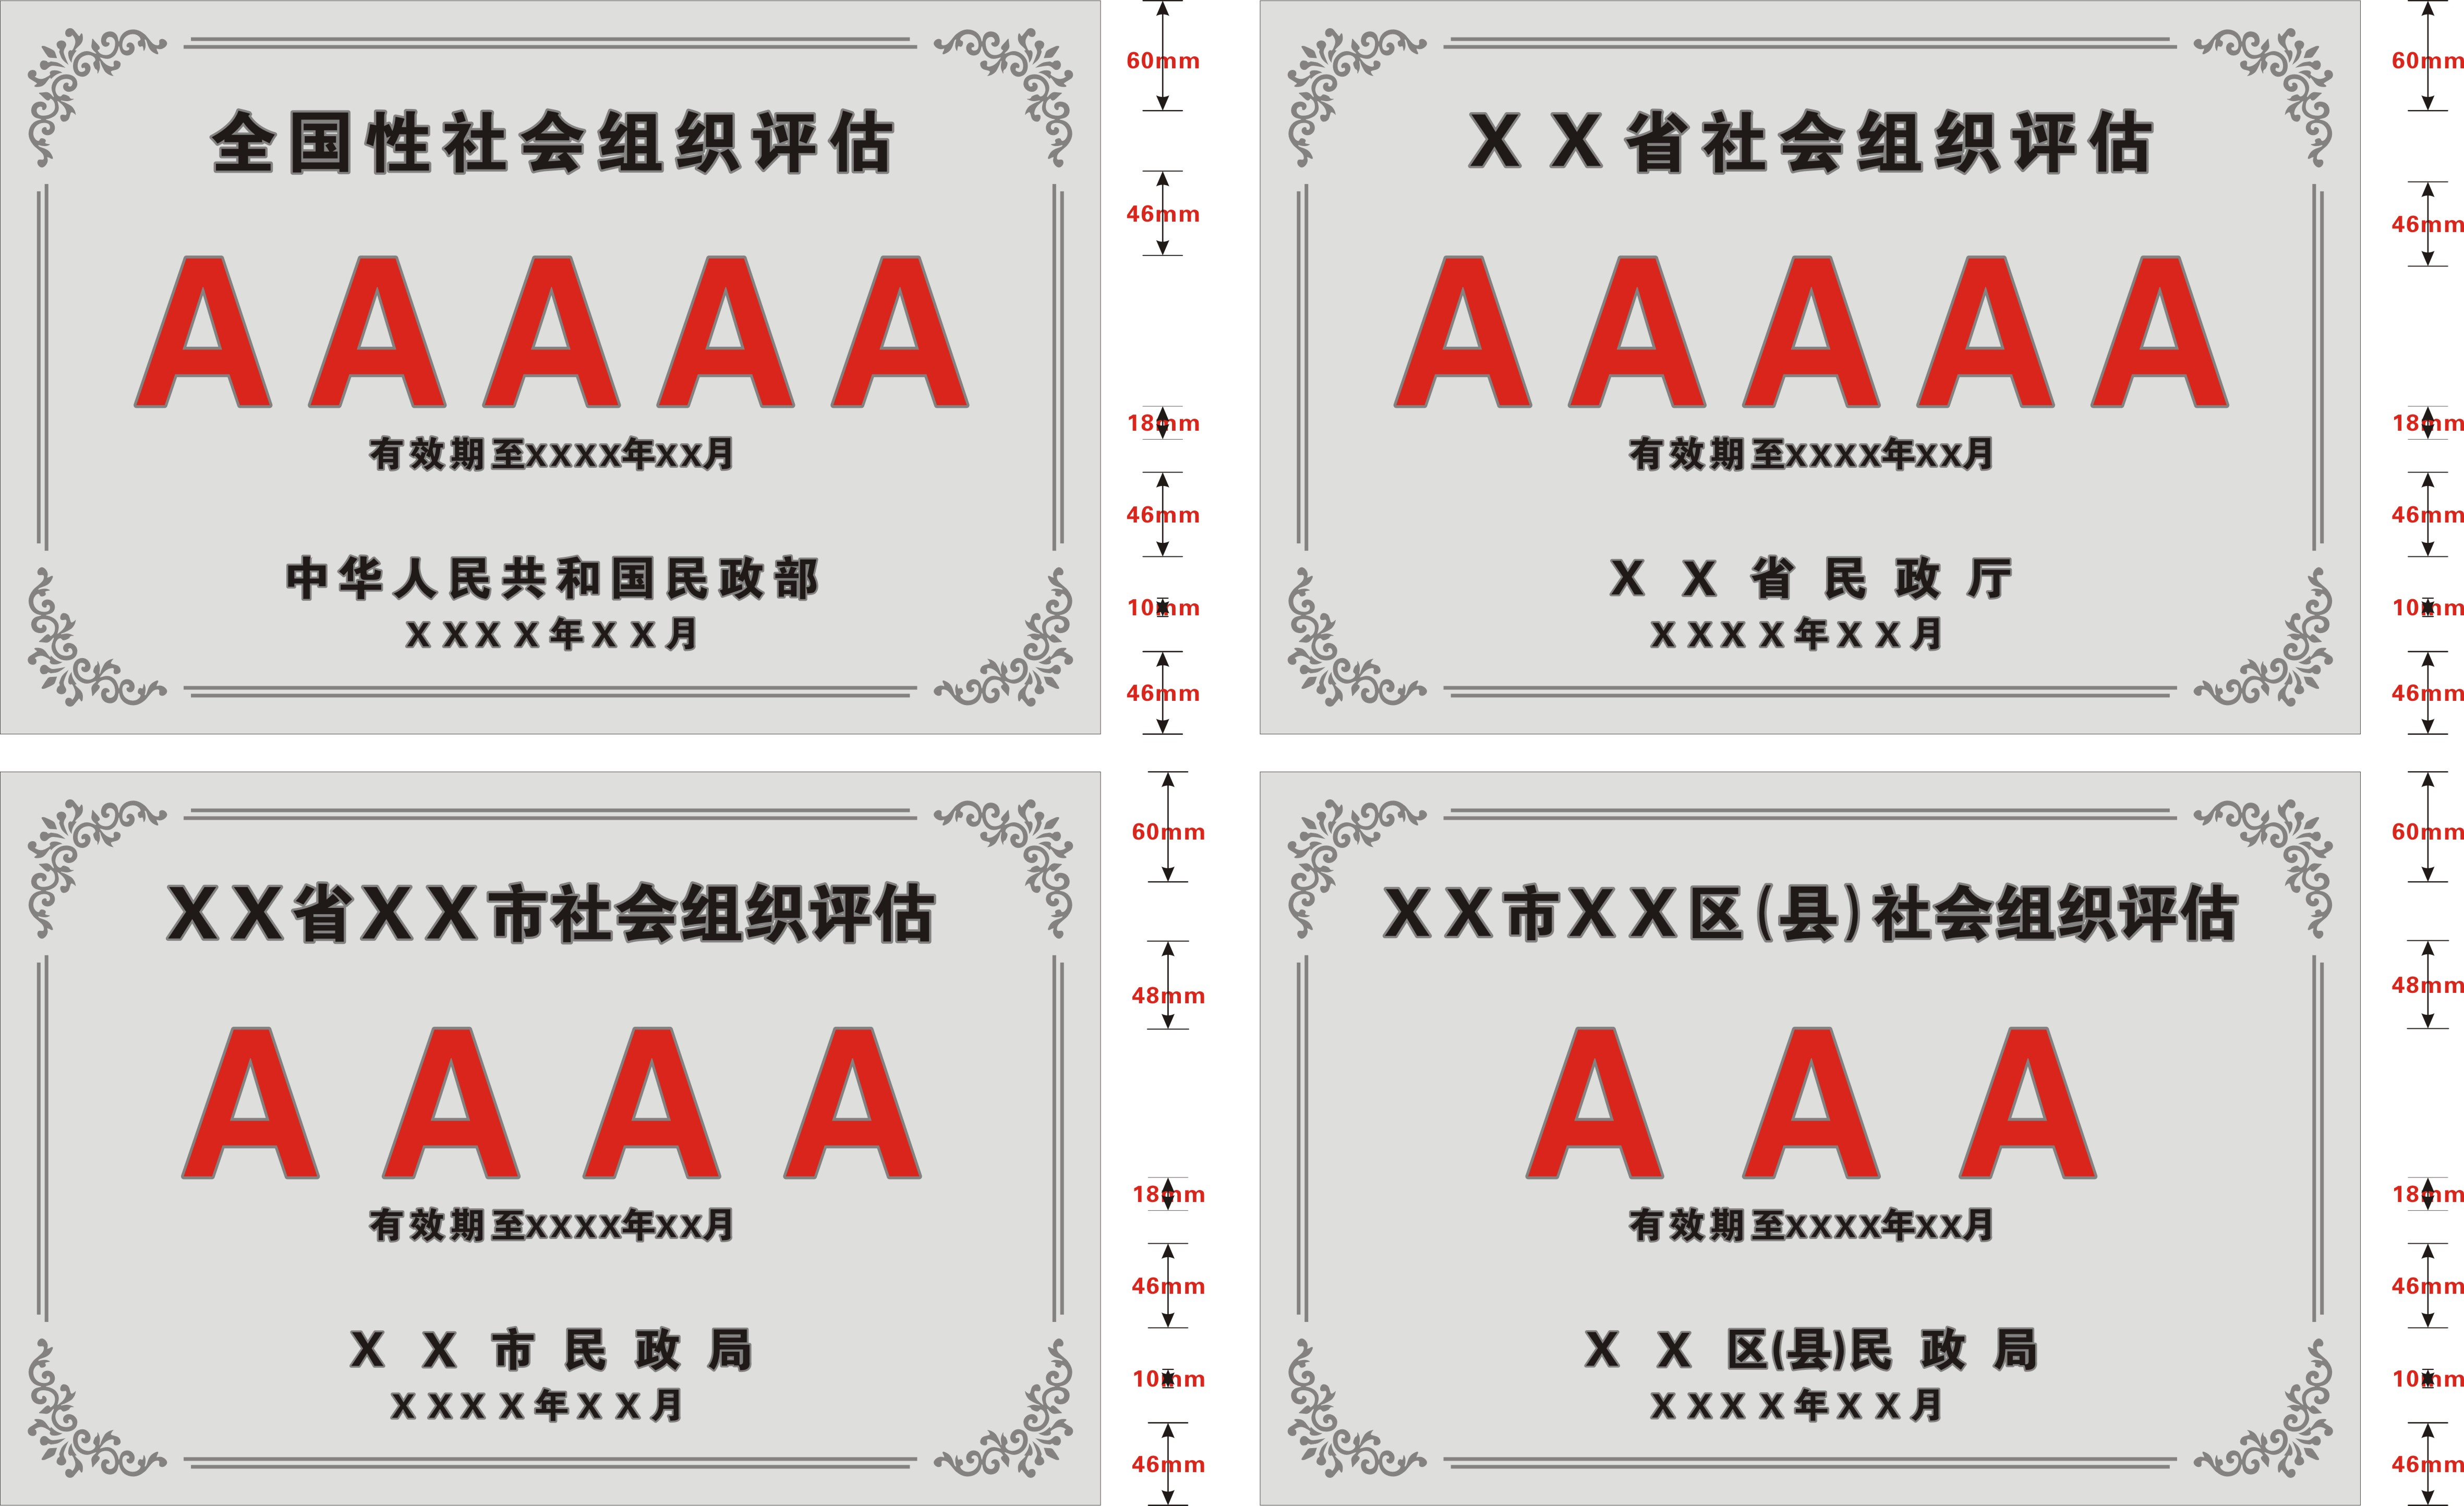 全国性社会组织评估
AAAAA
有效期至xxxx年xx月
中华人民共和国民政部
XXXX年XX月
60mm
46mm
18mm
46mm
10mm
46mm
XX省社会组织评估
AAAAA
有效期至xxxx年xx月
XX省民政厅
XXXX年XX月
60mm
46mm
18mm
46mm
10mm
46mm
XX省XX市社会组织评估
AAAA
有效期至xxxx年xx月
XX市民政局
XXXX年XX月
60mm
48mm
18mm
46mm
10mm
46mm
XX市XX区(县)社会组织评估
AAA
有效期至xxxx年xx月
XX区(县)民政局
XXXX年XX月
60mm
48mm
18mm
46mm
10mm
46mm